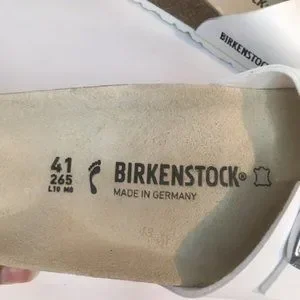 BIRKENSTOCK
41
265
L10 M8
BIRKENSTOCK®
MADE IN GERMANY